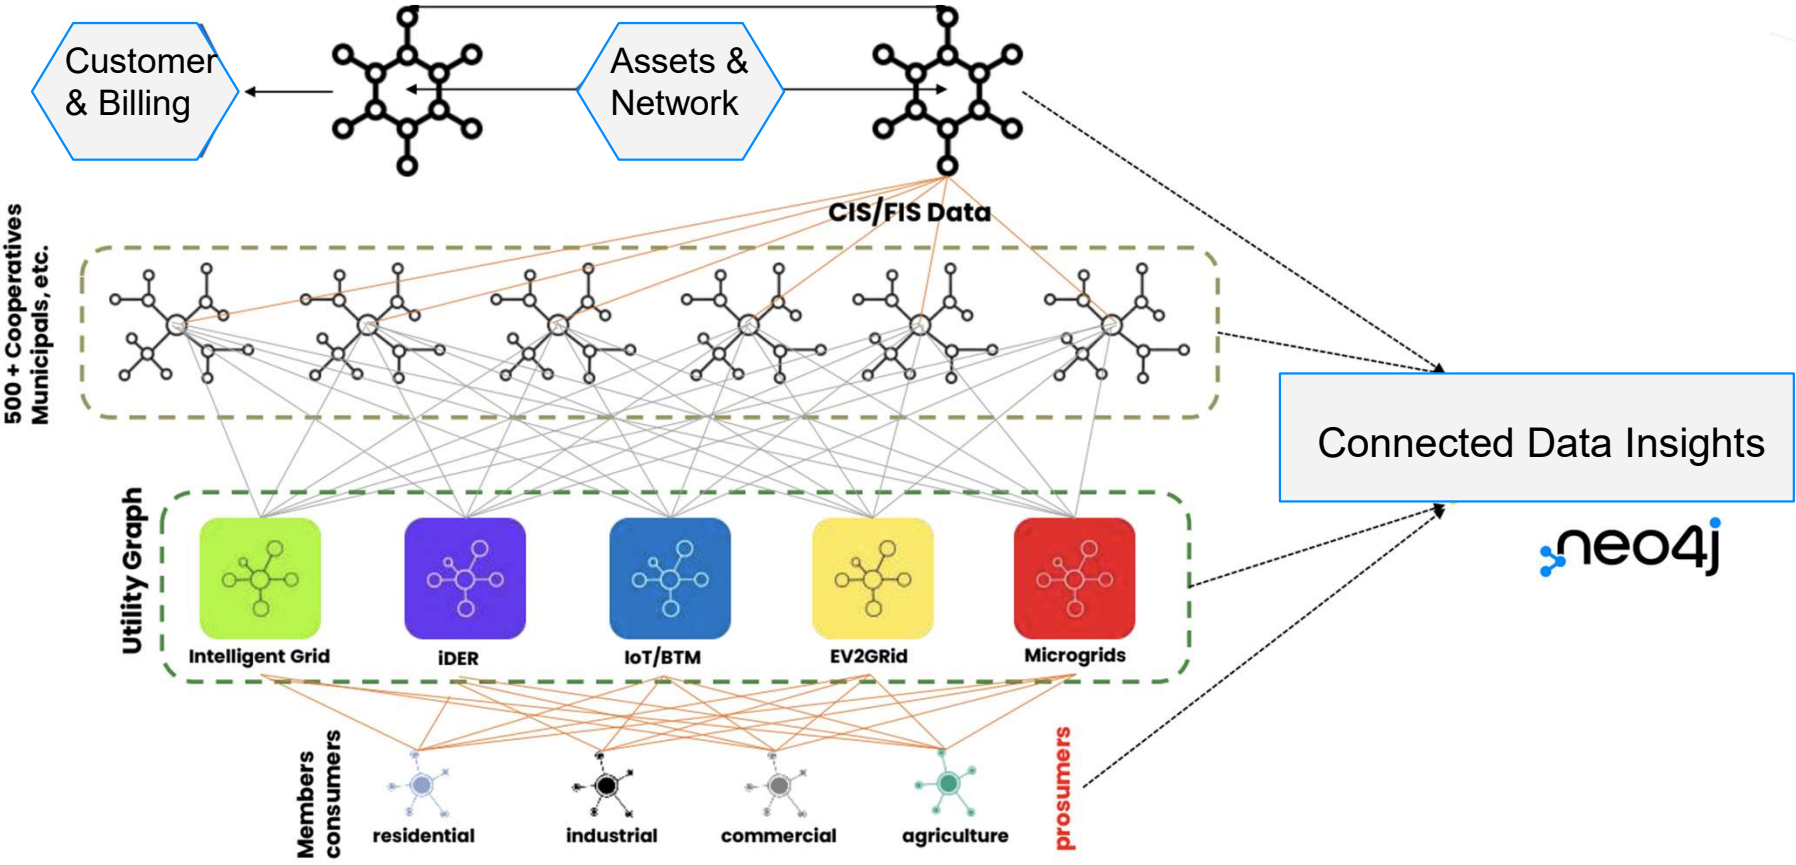 Customer
& Billing
Assets &
Network
CIS/FIS Data
500 + Cooperatives
Municipals, etc.
Connected Data Insights
neo4j
Utility Graph
Intelligent Grid
iDER
IoT/BTM
EV2GRid
Microgrids
Members
consumers
prosumers
residential
industrial
commercial
agriculture